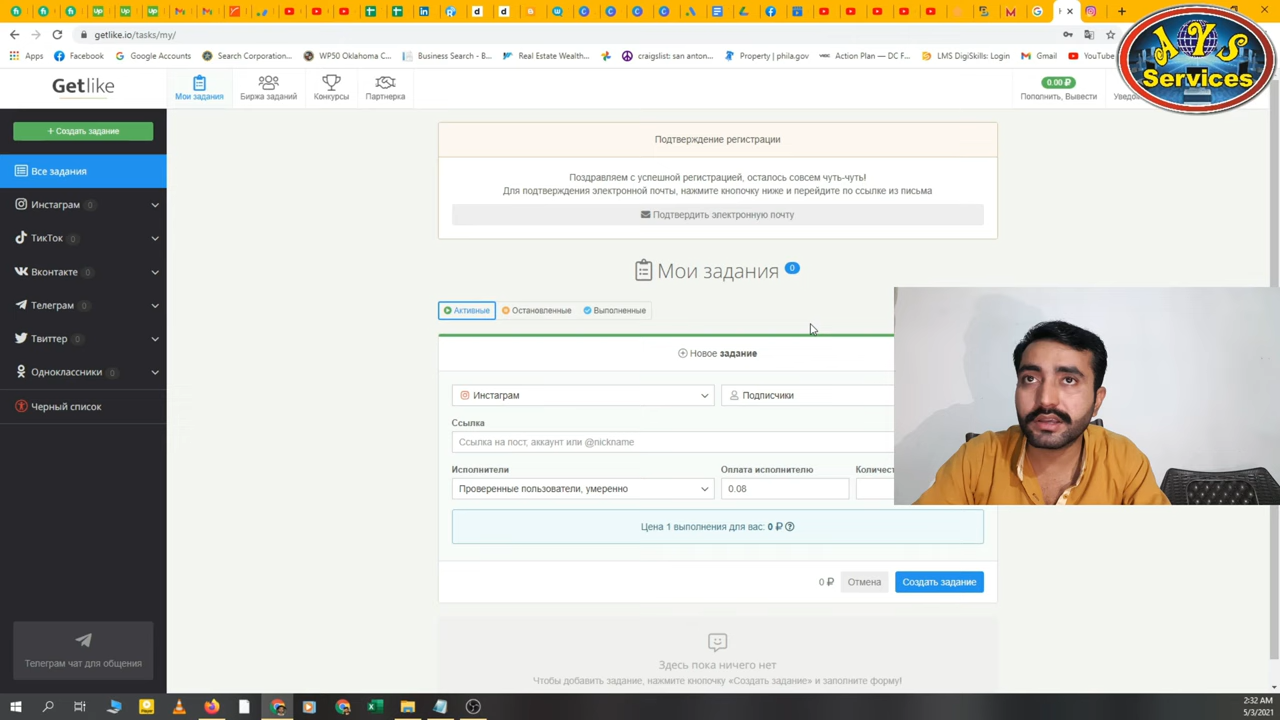 Up
Up
Up
Up
getlike.io/tasks/my/
Apps
Facebook
Google Accounts
Search Corporation...
WP50 Oklahoma C...
Business Search - B...
Real Estate Wealth...
craigslist: san anton...
Property | phila.gov
Action Plan — DC F...
LMS DigiSkills: Login
Gmail
YouTube
AYS
Services
Getlike
Мои задания
Биржа заданий
Конкурсы
Партнерка
0.00 ₽
Пополнить, Вывести
+ Создать задание
Все задания
Инстаграм 0
ТикТок 0
Вконтакте 0
Телеграм 0
Твиттер 0
Одноклассники 0
Черный список
Телеграм чат для общения
Подтверждение регистрации
Поздравляем с успешной регистрацией, осталось совсем чуть-чуть!
Для подтверждения электронной почты, нажмите кнопочку ниже и перейдите по ссылке из письма
Подтвердить электронную почту
Мои задания 0
Активные
Остановленные
Выполненные
Новое задание
Инстаграм
Подписчики
Ссылка
Ссылка на пост, аккаунт или @nickname
Исполнители
Оплата исполнителю
Количес
Проверенные пользователи, умеренно
0.08
Цена 1 выполнения для вас: 0 ₽
0 ₽
Отмена
Создать задание
Здесь пока ничего нет
Чтобы добавить задание, нажмите кнопочку «Создать задание» и заполните форму!
2:32 AM
5/3/2021